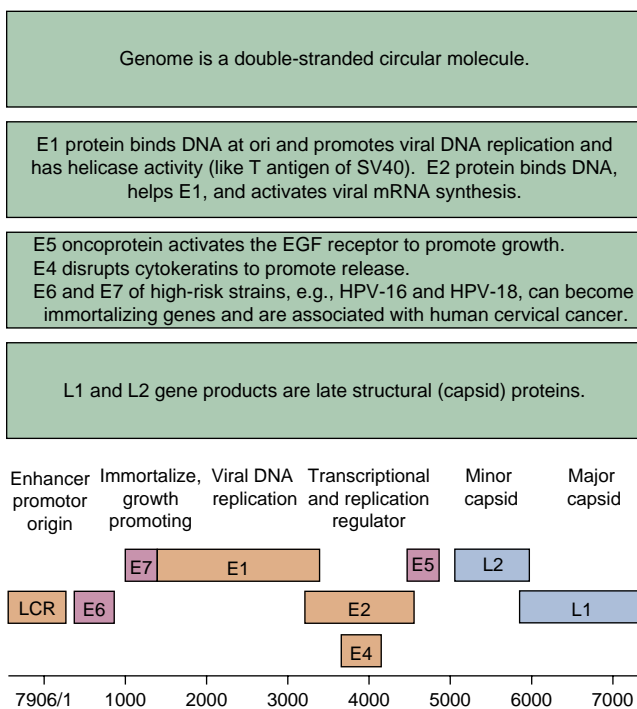 Genome is a double-stranded circular molecule.
E1 protein binds DNA at ori and promotes viral DNA replication and
has helicase activity (like T antigen of SV40).  E2 protein binds DNA,
helps E1, and activates viral mRNA synthesis.
E5 oncoprotein activates the EGF receptor to promote growth.
E4 disrupts cytokeratins to promote release.
E6 and E7 of high-risk strains, e.g., HPV-16 and HPV-18, can become
immortalizing genes and are associated with human cervical cancer.
L1 and L2 gene products are late structural (capsid) proteins.
Enhancer
promotor
origin
Immortalize,
growth
promoting
Viral DNA
replication
Transcriptional
and replication
regulator
Minor
capsid
Major
capsid
E7
E1
E5
L2
LCR
E6
E2
L1
E4
7906/1
1000
2000
3000
4000
5000
6000
7000